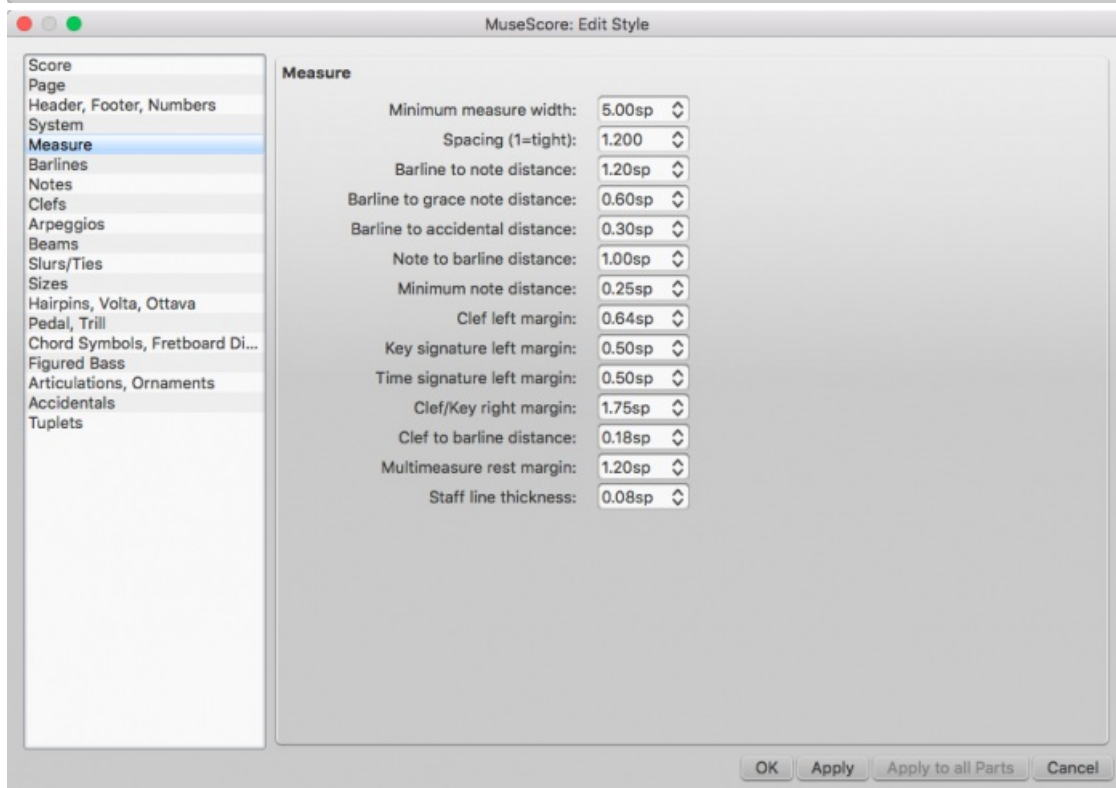 MuseScore: Edit Style
Score
Page
Header, Footer, Numbers
System
Measure
Barlines
Notes
Clefs
Arpeggios
Beams
Slurs/Ties
Sizes
Hairpins, Volta, Ottava
Pedal, Trill
Chord Symbols, Fretboard Di...
Figured Bass
Articulations, Ornaments
Accidentals
Tuplets
Measure
Minimum measure width: 5.00sp
Spacing (1=tight): 1.200
Barline to note distance: 1.20sp
Barline to grace note distance: 0.60sp
Barline to accidental distance: 0.30sp
Note to barline distance: 1.00sp
Minimum note distance: 0.25sp
Clef left margin: 0.64sp
Key signature left margin: 0.50sp
Time signature left margin: 0.50sp
Clef/Key right margin: 1.75sp
Clef to barline distance: 0.18sp
Multimeasure rest margin: 1.20sp
Staff line thickness: 0.08sp
OK Apply Apply to all Parts Cancel